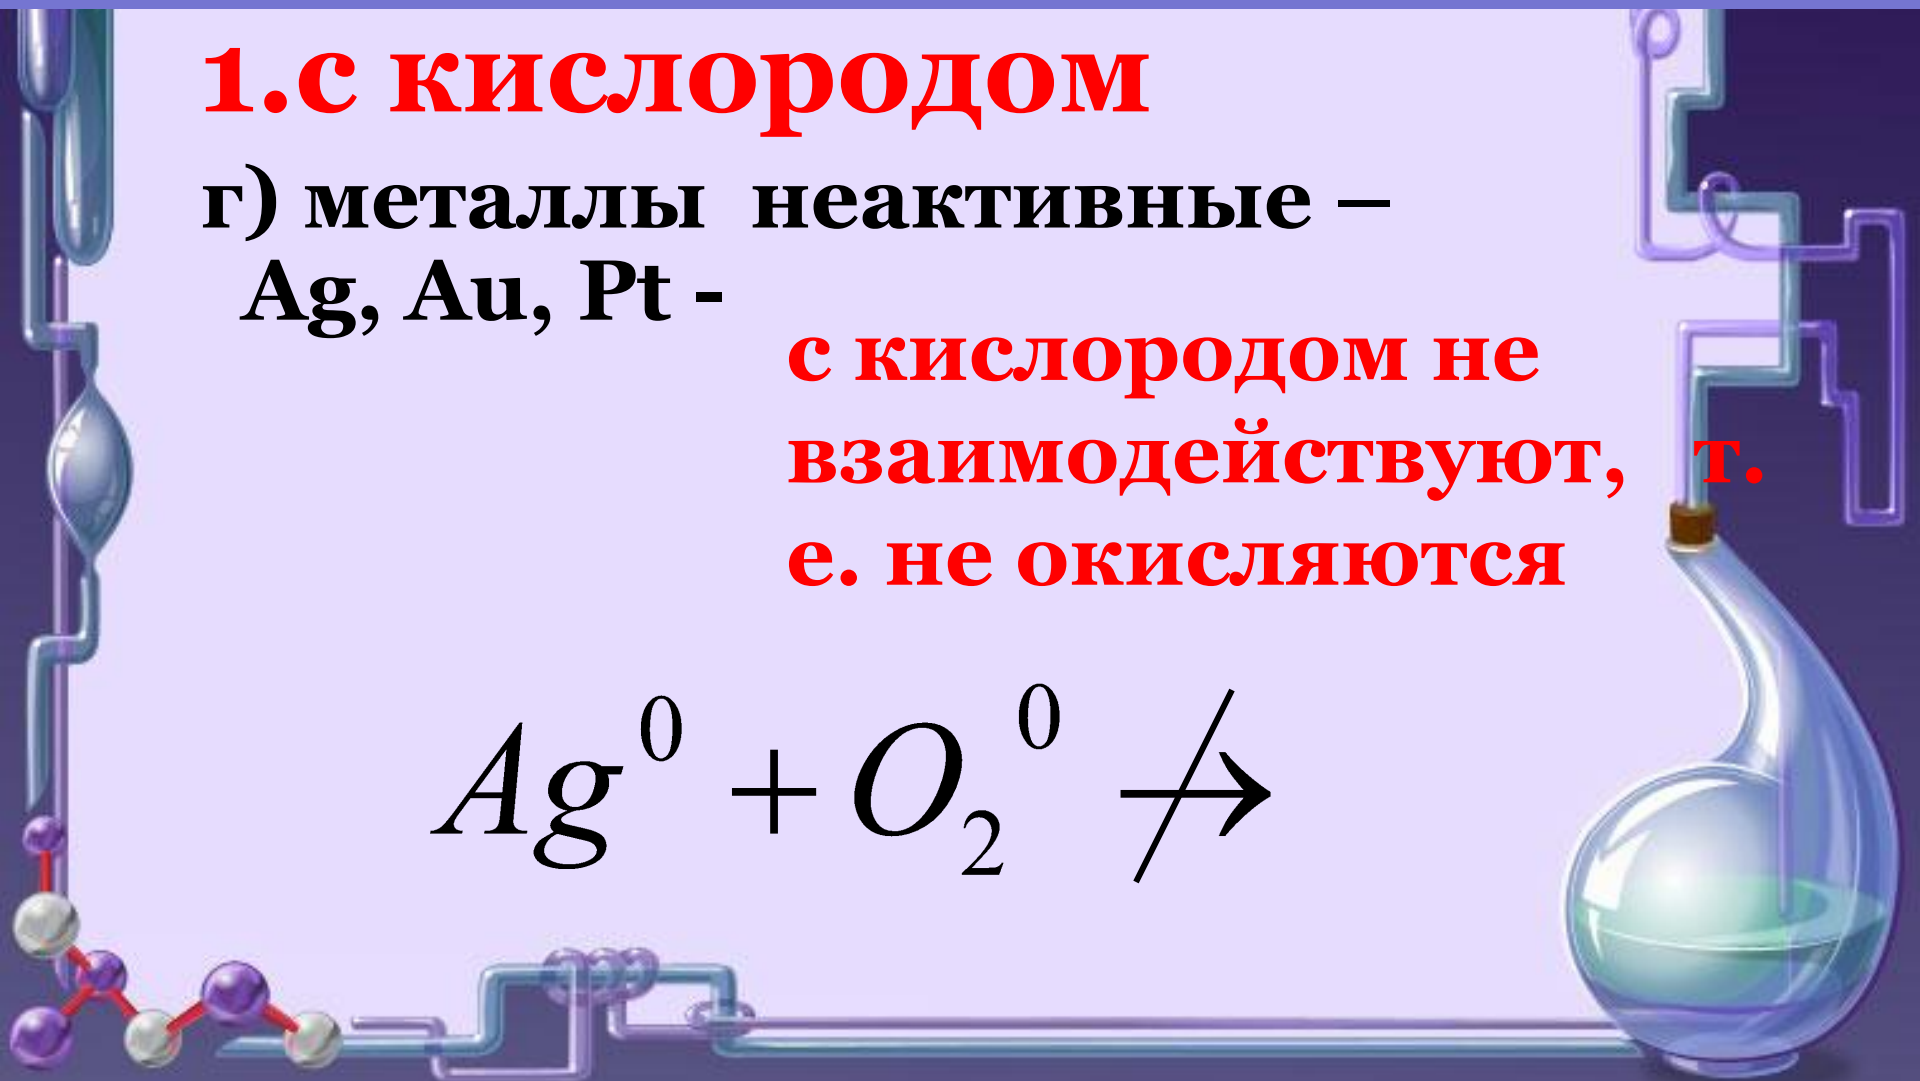 1.с кислородом
г) металлы неактивные –
Ag, Au, Pt -
с кислородом не
взаимодействуют, т.
е. не окисляются
Ag⁰ + O₂⁰ ↛